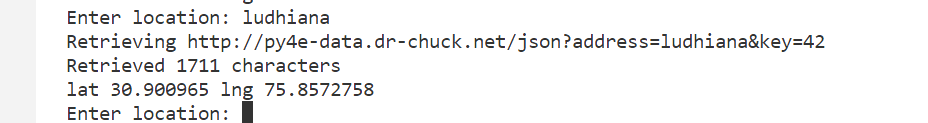 Enter location: ludhiana
Retrieving http://py4e-data.dr-chuck.net/json?address=ludhiana&key=42
Retrieved 1711 characters
lat 30.900965 lng 75.8572758
Enter location: